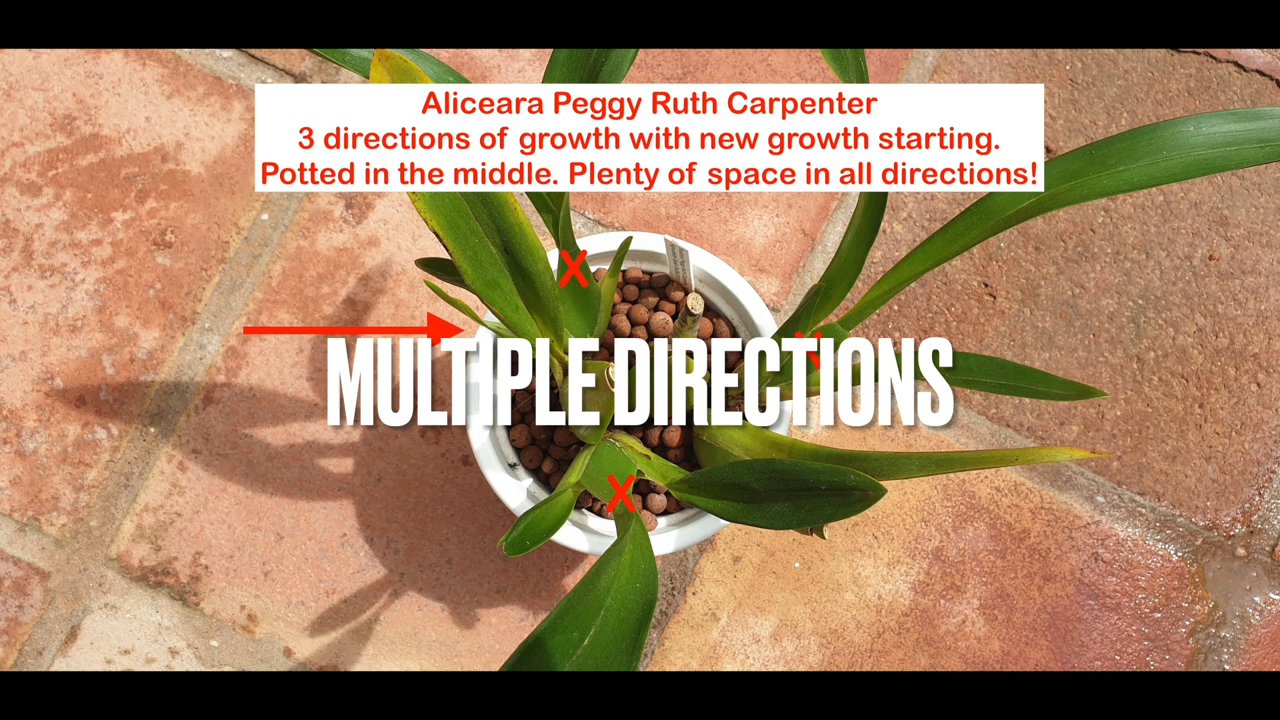 Aliceara Peggy Ruth Carpenter
3 directions of growth with new growth starting.
Potted in the middle. Plenty of space in all directions!
X
X
MULTIPLE DIRECTIONS
X